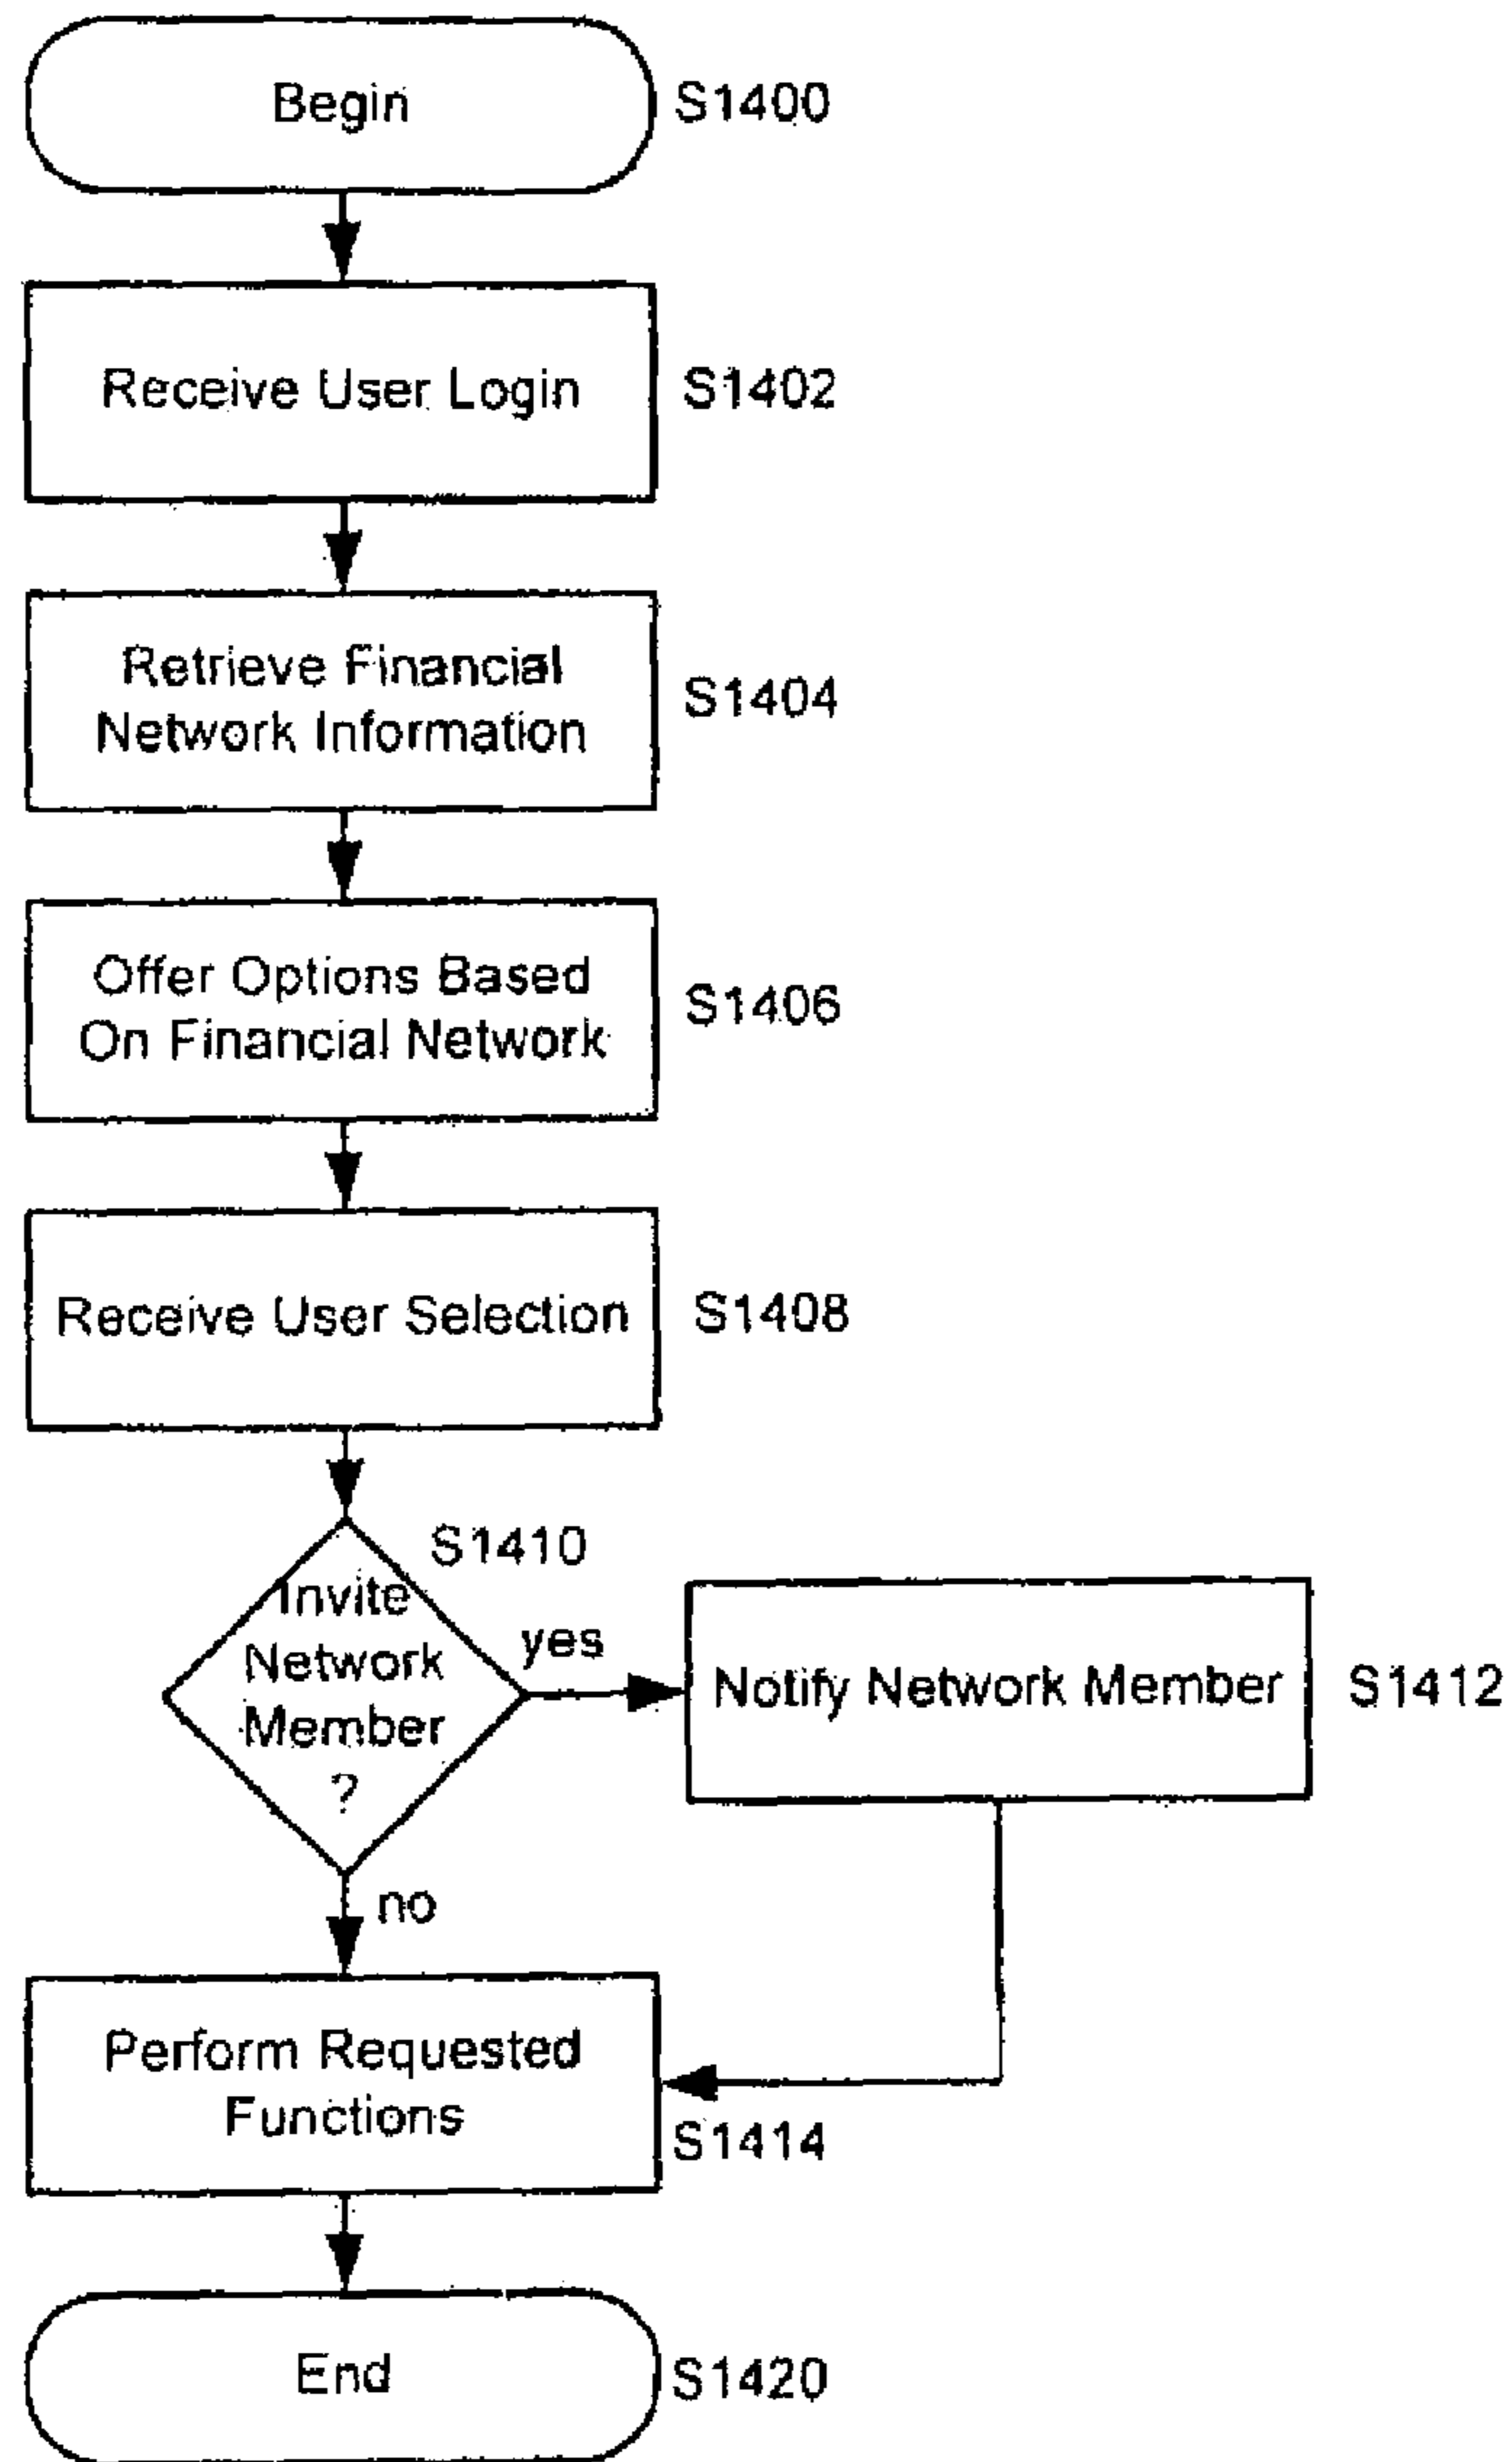 Begin
S1400
Receive User Login
S1402
Retrieve Financial
Network Information
S1404
Offer Options Based
On Financial Network
S1406
Receive User Selection
S1408
S1410
Invite
Network
Member
?
yes
Notify Network Member
S1412
no
Perform Requested
Functions
S1414
End
S1420